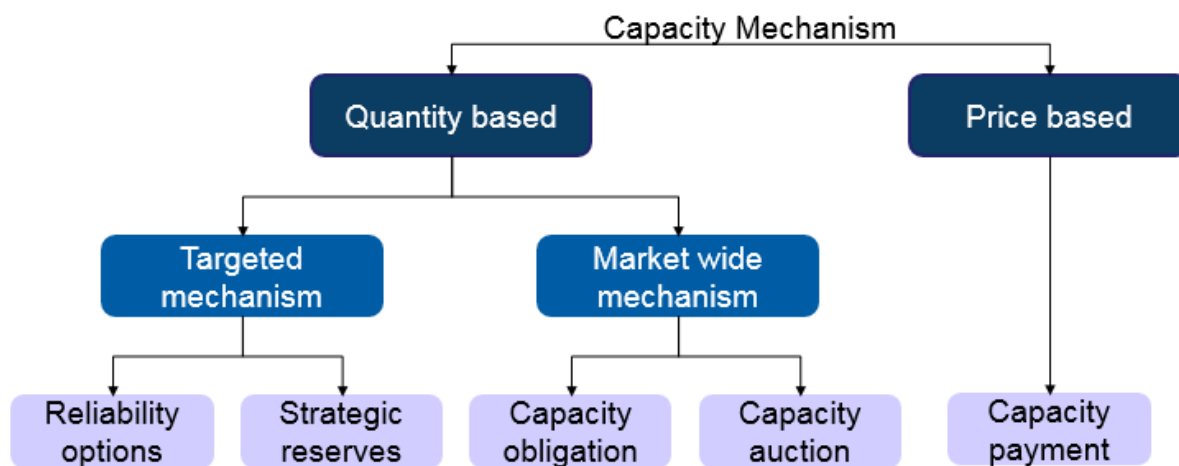 Capacity Mechanism
Quantity based
Price based
Targeted
mechanism
Market wide
mechanism
Reliability
options
Strategic
reserves
Capacity
obligation
Capacity
auction
Capacity
payment